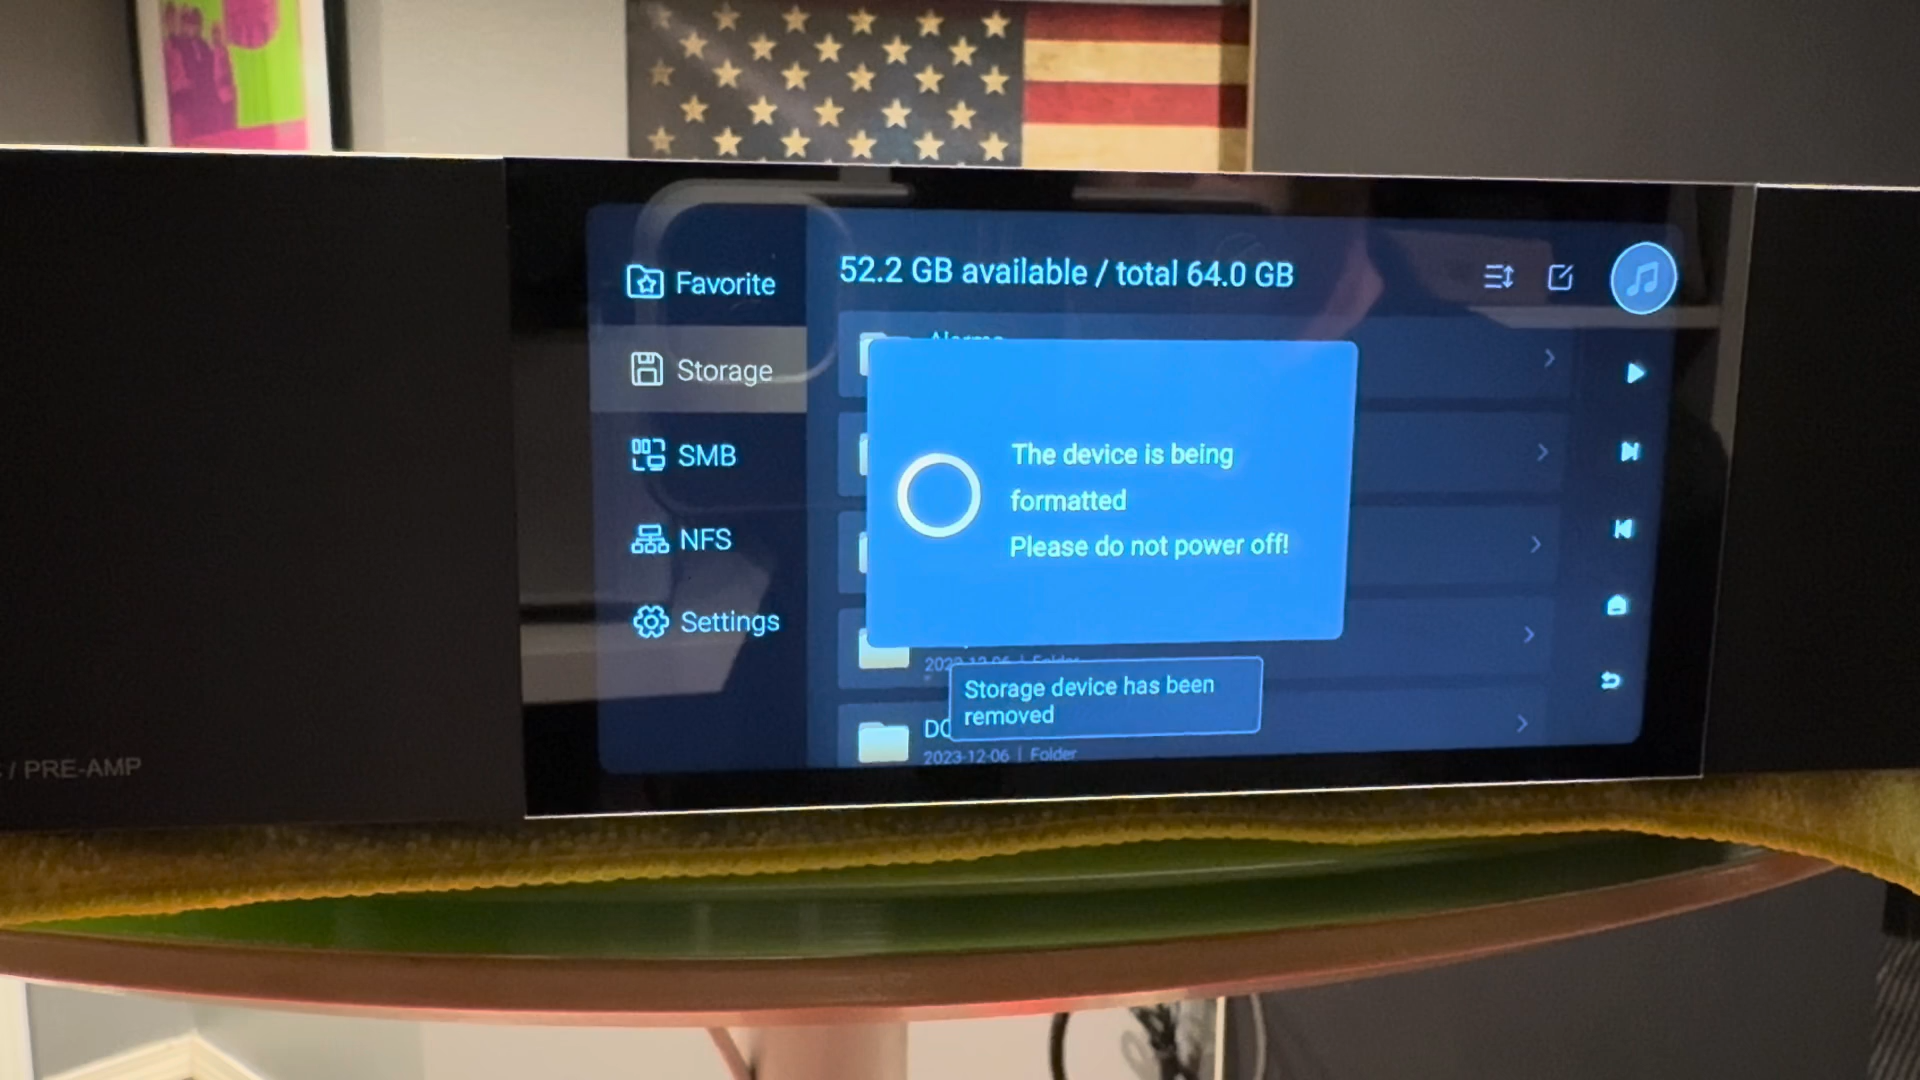 Favorite
Storage
SMB
NFS
Settings
52.2 GB available / total 64.0 GB
The device is being
formatted
Please do not power off!
Folder
Storage device has been
removed
2023-12-06 | Folder
/ PRE-AMP